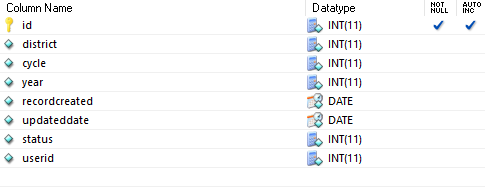 Column Name Datatype NOT NULL AUTO INC
id INT(11)
district INT(11)
cycle INT(11)
year INT(11)
recordcreated DATE
updateddate DATE
status INT(11)
userid INT(11)